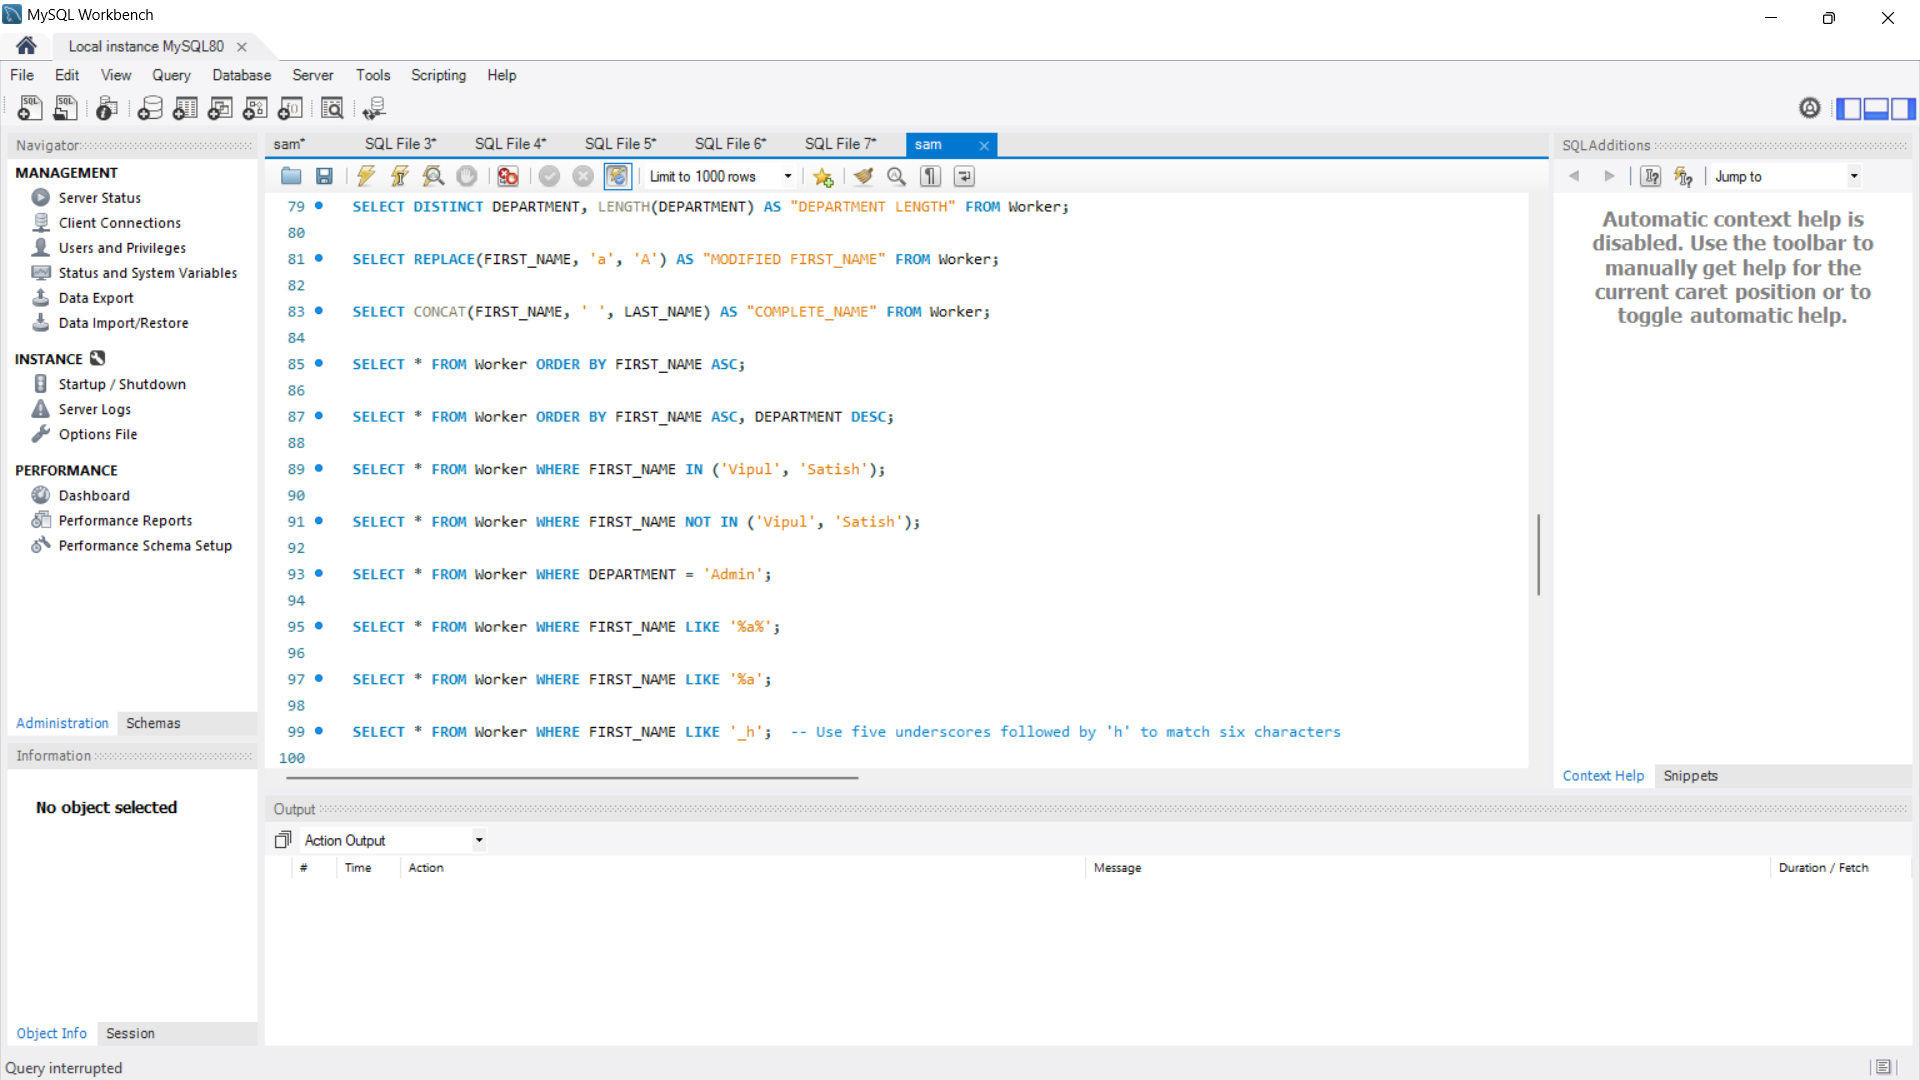 MySQL Workbench
Local instance MySQL80
File Edit View Query Database Server Tools Scripting Help
Navigator
MANAGEMENT
Server Status
Client Connections
Users and Privileges
Status and System Variables
Data Export
Data Import/Restore
INSTANCE
Startup / Shutdown
Server Logs
Options File
PERFORMANCE
Dashboard
Performance Reports
Performance Schema Setup
Administration Schemas
Information
No object selected
Object Info Session
Query interrupted
sam* SQL File 3* SQL File 4* SQL File 5* SQL File 6* SQL File 7* sam
Limit to 1000 rows
79 SELECT DISTINCT DEPARTMENT, LENGTH(DEPARTMENT) AS "DEPARTMENT LENGTH" FROM Worker;
80
81 SELECT REPLACE(FIRST_NAME, 'a', 'A') AS "MODIFIED FIRST_NAME" FROM Worker;
82
83 SELECT CONCAT(FIRST_NAME, ' ', LAST_NAME) AS "COMPLETE_NAME" FROM Worker;
84
85 SELECT * FROM Worker ORDER BY FIRST_NAME ASC;
86
87 SELECT * FROM Worker ORDER BY FIRST_NAME ASC, DEPARTMENT DESC;
88
89 SELECT * FROM Worker WHERE FIRST_NAME IN ('Vipul', 'Satish');
90
91 SELECT * FROM Worker WHERE FIRST_NAME NOT IN ('Vipul', 'Satish');
92
93 SELECT * FROM Worker WHERE DEPARTMENT = 'Admin';
94
95 SELECT * FROM Worker WHERE FIRST_NAME LIKE '%a%';
96
97 SELECT * FROM Worker WHERE FIRST_NAME LIKE '%a';
98
99 SELECT * FROM Worker WHERE FIRST_NAME LIKE '_h'; -- Use five underscores followed by 'h' to match six characters
100
Output
Action Output
# Time Action Message Duration / Fetch
SQLAdditions
Jump to
Automatic context help is
disabled. Use the toolbar to
manually get help for the
current caret position or to
toggle automatic help.
Context Help Snippets